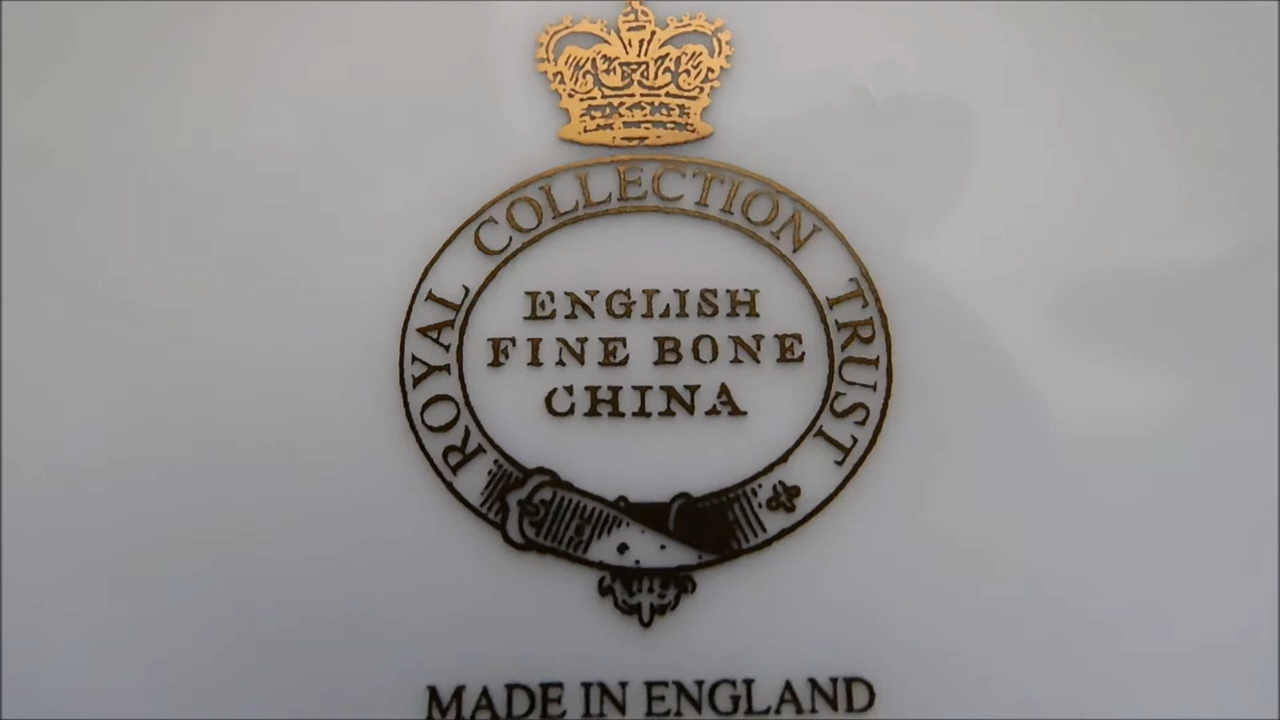 ROYAL COLLECTION TRUST
ENGLISH
FINE BONE
CHINA
MADE IN ENGLAND